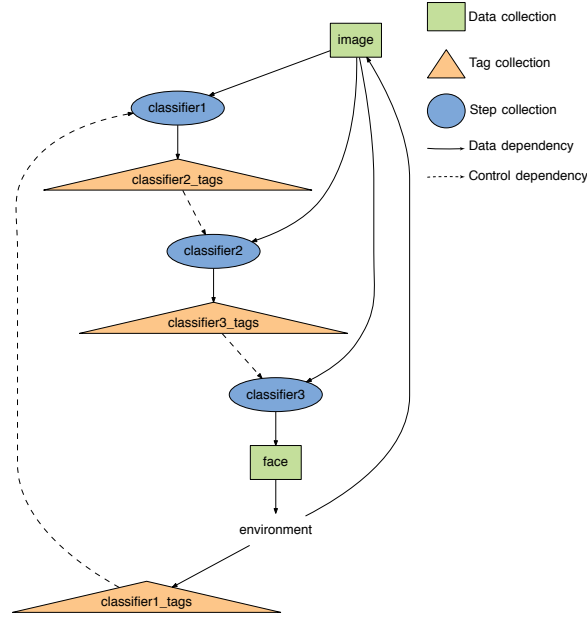 image
Data collection
Tag collection
classifier1
Step collection
Data dependency
classifier2_tags
Control dependency
classifier2
classifier3_tags
classifier3
face
environment
classifier1_tags